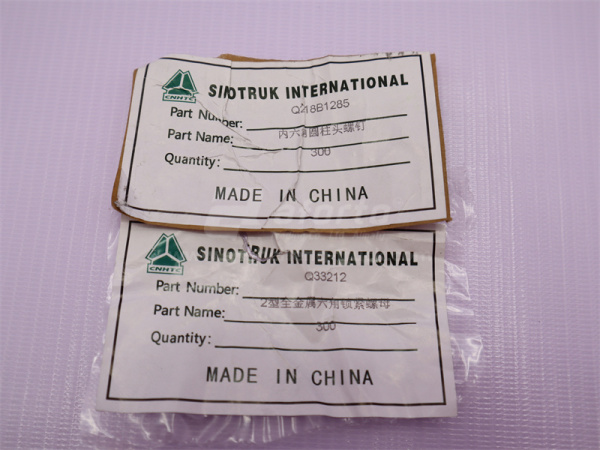 SINOTRUK INTERNATIONAL
CNHTC
Part Number: Q218B1285
Part Name: 内六角圆柱头螺钉
Quantity: 300
MADE IN CHINA
SINOTRUK INTERNATIONAL
CNHTC
Part Number: Q33212
Part Name: 2型全金属六角锁紧螺母
Quantity: 300
MADE IN CHINA